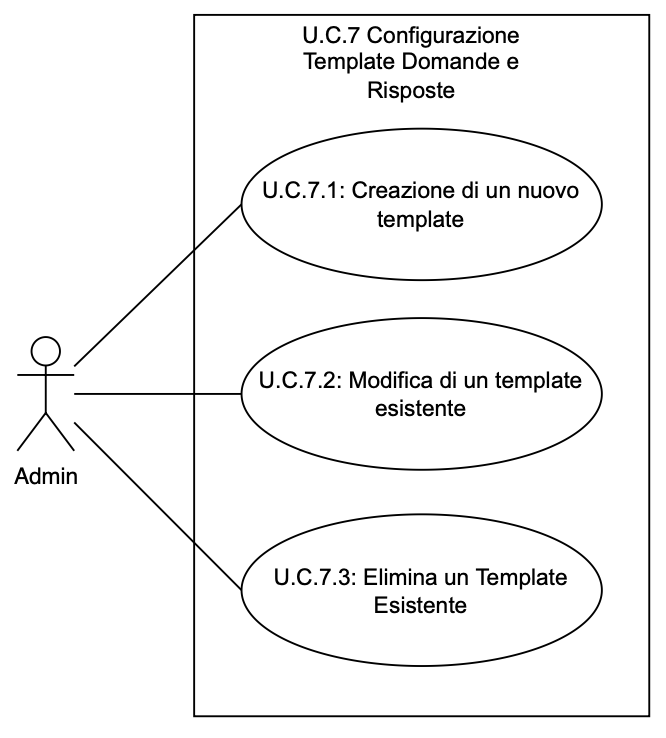 U.C.7 Configurazione
Template Domande e
Risposte
U.C.7.1: Creazione di un nuovo
template
U.C.7.2: Modifica di un template
esistente
Admin
U.C.7.3: Elimina un Template
Esistente